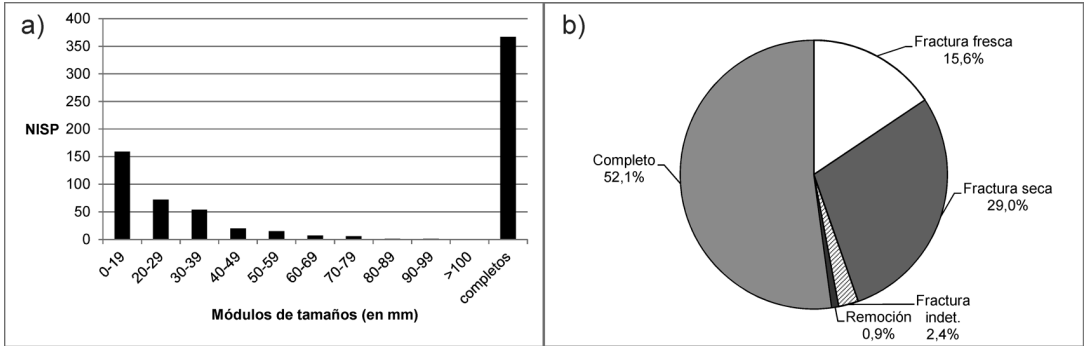 a)
400
350
300
250
NISP
200
150
100
50
0
0-19
20-29
30-39
40-49
50-59
60-69
70-79
80-89
90-99
>100
completos
Módulos de tamaños (en mm)
b)
Fractura fresca
15,6%
Completo
52,1%
Fractura seca
29,0%
Remoción
0,9%
Fractura
indet.
2,4%